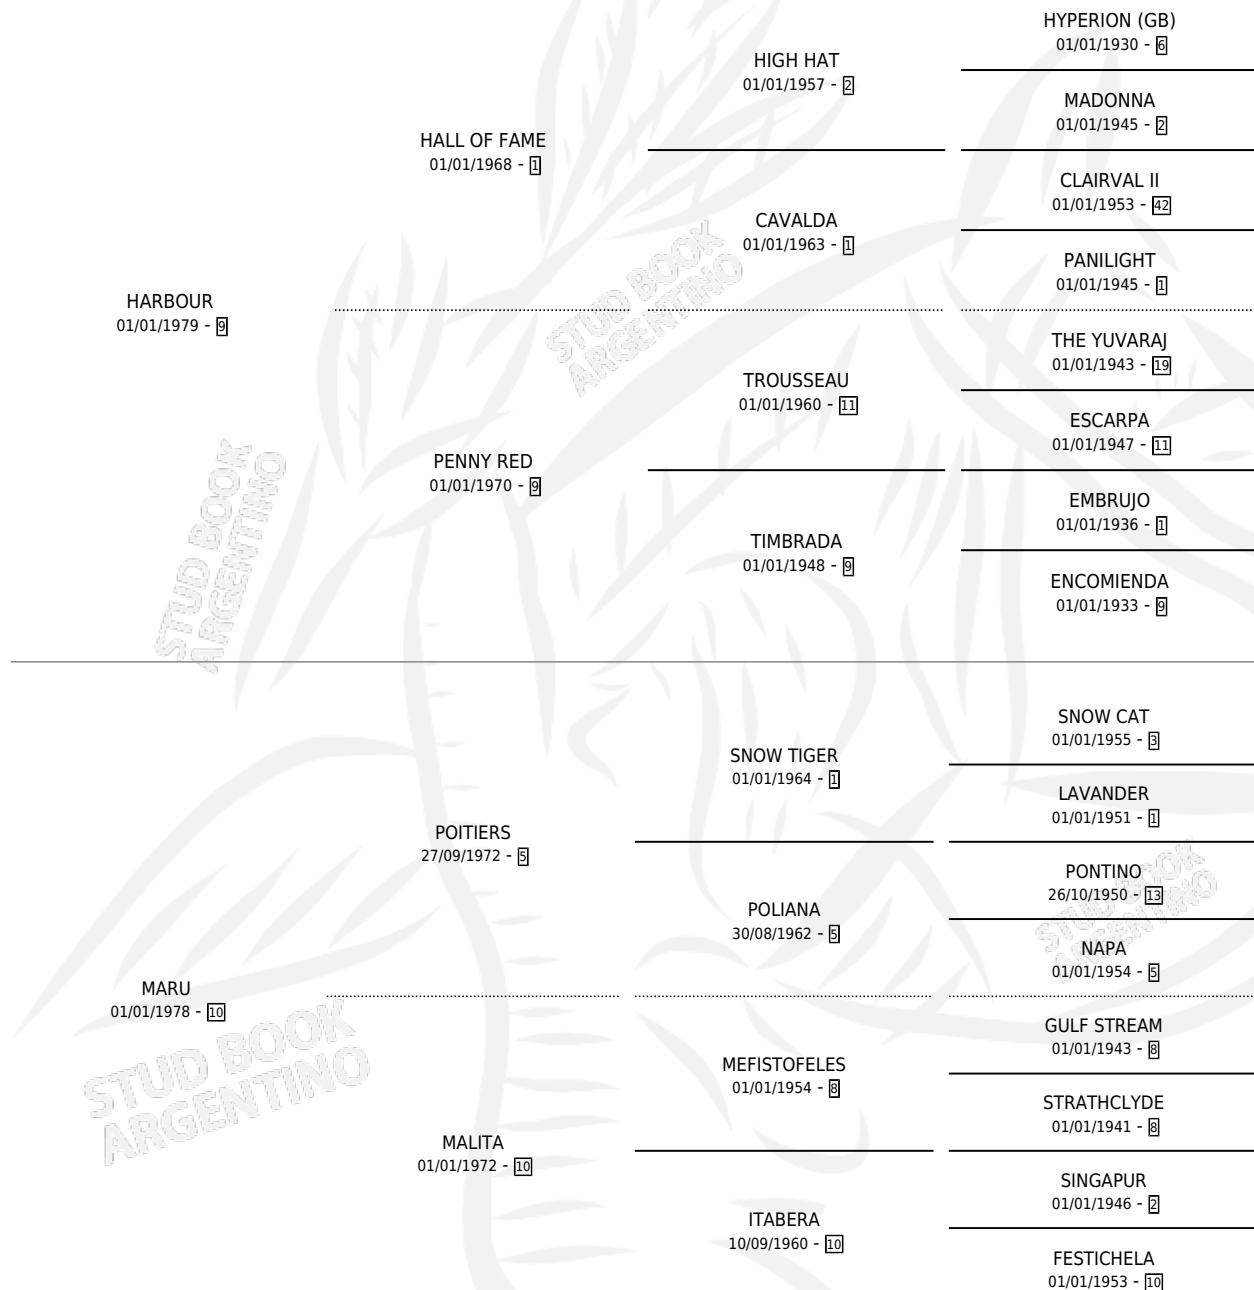 HYPERION (GB)
01/01/1930 - 6
HIGH HAT
01/01/1957 - 2
MADONNA
01/01/1945 - 2
HALL OF FAME
01/01/1968 - 1
CLAIRVAL II
01/01/1953 - 42
CAVALDA
01/01/1963 - 1
PANILIGHT
01/01/1945 - 1
HARBOUR
01/01/1979 - 9
THE YUVARAJ
01/01/1943 - 19
TROUSSEAU
01/01/1960 - 11
ESCARPA
01/01/1947 - 11
PENNY RED
01/01/1970 - 9
EMBRUJO
01/01/1936 - 1
TIMBRADA
01/01/1948 - 9
ENCOMIENDA
01/01/1933 - 9
SNOW CAT
01/01/1955 - 3
SNOW TIGER
01/01/1964 - 1
LAVANDER
01/01/1951 - 1
POITIERS
27/09/1972 - 5
PONTINO
26/10/1950 - 13
POLIANA
30/08/1962 - 5
NAPA
01/01/1954 - 5
MARU
01/01/1978 - 10
GULF STREAM
01/01/1943 - 8
MEFISTOFELES
01/01/1954 - 8
STRATHCLYDE
01/01/1941 - 8
MALITA
01/01/1972 - 10
SINGAPUR
01/01/1946 - 2
ITABERA
10/09/1960 - 10
FESTICHELA
01/01/1953 - 10
STUD BOOK
ARGENTINO
STUD BOOK
ARGENTINO
STUD BOOK
ARGENTINO
STUD BOOK
ARGENTINO